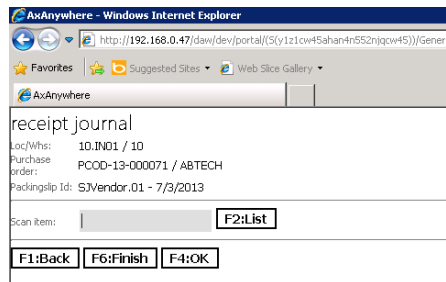 AxAnywhere - Windows Internet Explorer
http://192.168.0.47/daw/dev/portal/(S(y1z1cw45ahan4n552njqcw45))/Gener
Favorites Suggested Sites Web Slice Gallery
AxAnywhere
receipt journal
Loc/Whs: 10.IN01 / 10
Purchase order: PCOD-13-000071 / ABTECH
Packingslip Id: SJVendor.01 - 7/3/2013
Scan item: F2:List
F1:Back F6:Finish F4:OK